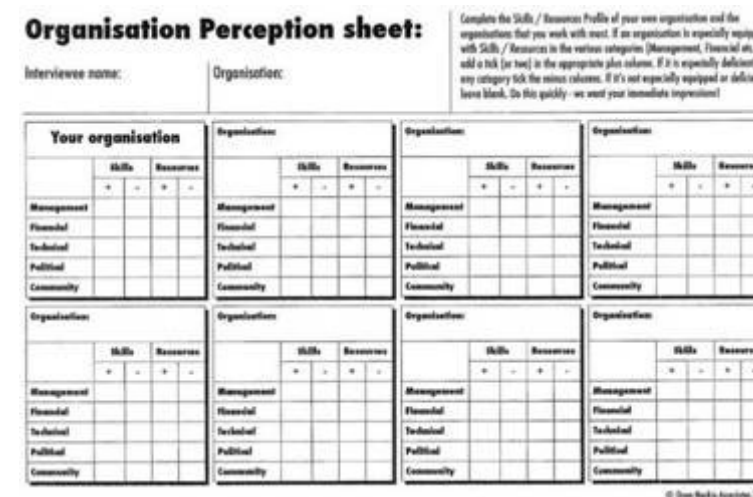 Organisation Perception sheet:
Complete the Skills / Resources Profile of your own organisation and the
organisations that you work with most. If an organisation is especially
with Skills / Resources in the various categories (Management, Financial
add a tick (or two) in the appropriate plus column. If it is especially deficient
any category tick the minus columns. If it's not especially equipped or
leave blank. Do this quickly - we want your immediate impressions!
Interviewee name:
Organisation:
Your organisation
Organisation:
Organisation:
Organisation:
Skills Resources Skills Resources Skills Resources Skills
+ - + - + - + - + - + - + - +
Management Management Management Management
Financial Financial Financial Financial
Technical Technical Technical Technical
Political Political Political Political
Community Community Community Community
Organisation: Organisation: Organisation: Organisation:
Skills Resources Skills Resources Skills Resources Skills
+ - + - + - + - + - + - + - +
Management Management Management Management
Financial Financial Financial Financial
Technical Technical Technical Technical
Political Political Political Political
Community Community Community Community